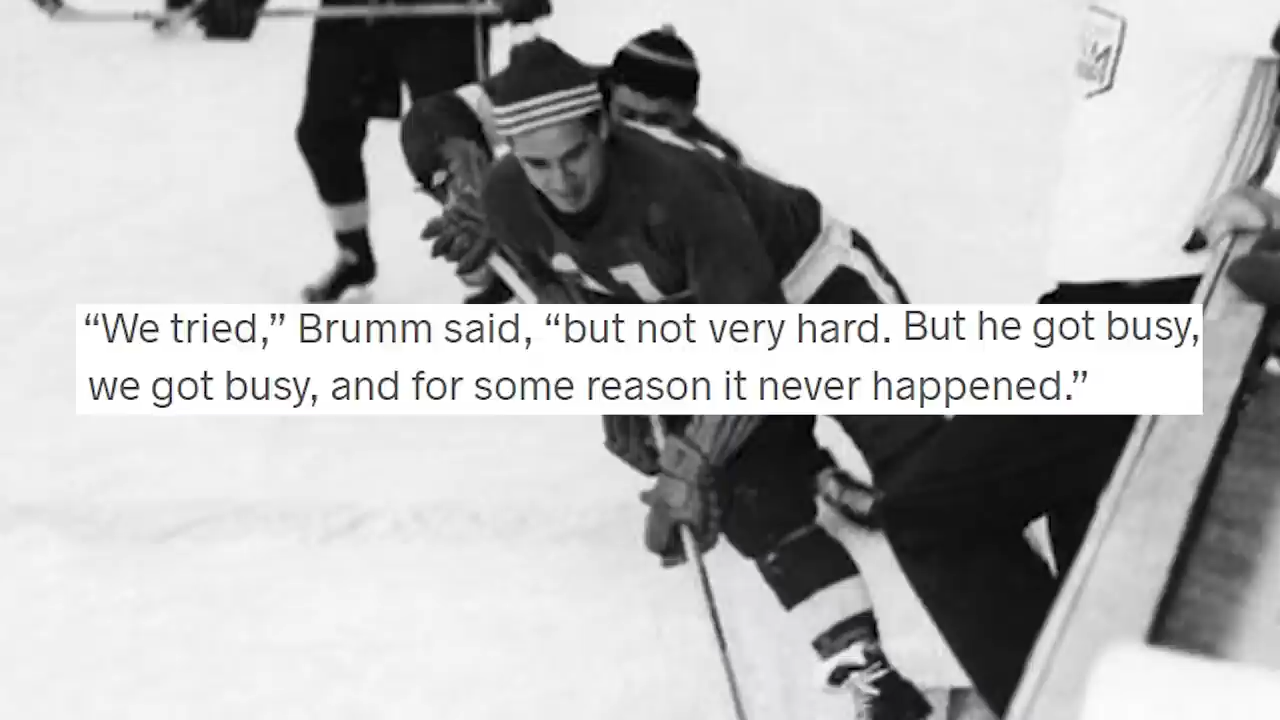 “We tried,” Brumm said, “but not very hard. But he got busy,
we got busy, and for some reason it never happened.”